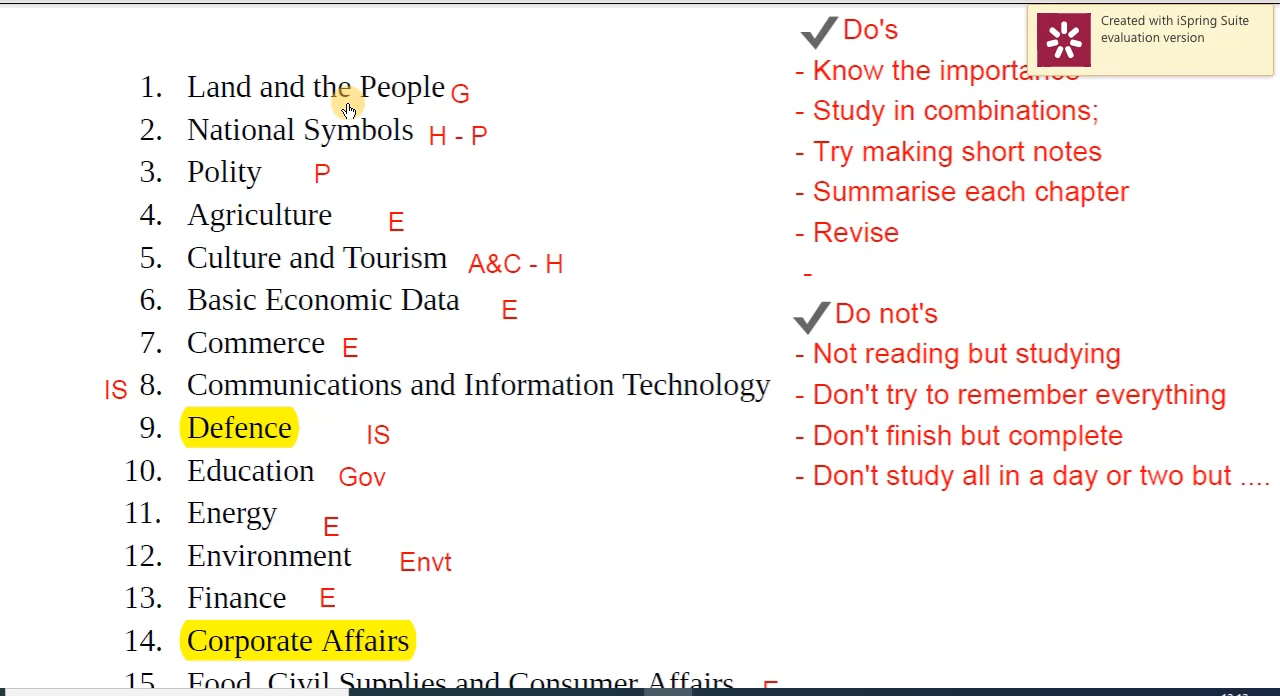 1. Land and the People G
2. National Symbols H - P
3. Polity P
4. Agriculture E
5. Culture and Tourism A&C - H
6. Basic Economic Data E
7. Commerce E
IS 8. Communications and Information Technology
9. Defence IS
10. Education Gov
11. Energy E
12. Environment Envt
13. Finance E
14. Corporate Affairs
15. Food, Civil Supplies and Consumer Affairs E
Do's
- Know the importance
- Study in combinations;
- Try making short notes
- Summarise each chapter
- Revise
-
Do not's
- Not reading but studying
- Don't try to remember everything
- Don't finish but complete
- Don't study all in a day or two but ....
Created with iSpring Suite
evaluation version